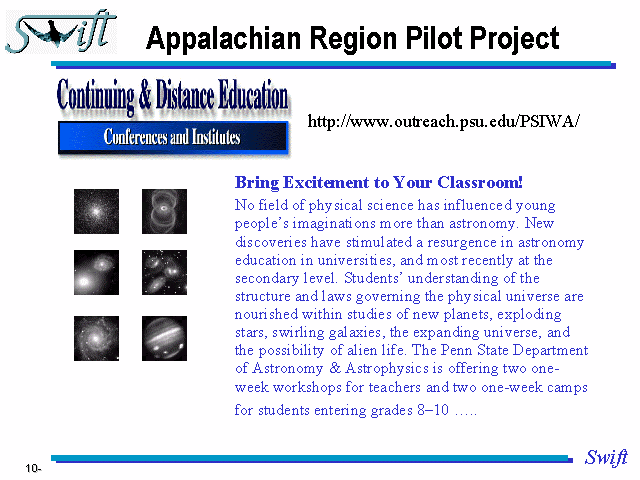 Swift
Appalachian Region Pilot Project
Continuing & Distance Education
Conferences and Institutes
http://www.outreach.psu.edu/PSIWA/
Bring Excitement to Your Classroom!
No field of physical science has influenced young
people’s imaginations more than astronomy. New
discoveries have stimulated a resurgence in astronomy
education in universities, and most recently at the
secondary level. Students’ understanding of the
structure and laws governing the physical universe are
nourished within studies of new planets, exploding
stars, swirling galaxies, the expanding universe, and
the possibility of alien life. The Penn State Department
of Astronomy & Astrophysics is offering two one-
week workshops for teachers and two one-week camps
for students entering grades 8–10 …..
10-
Swift